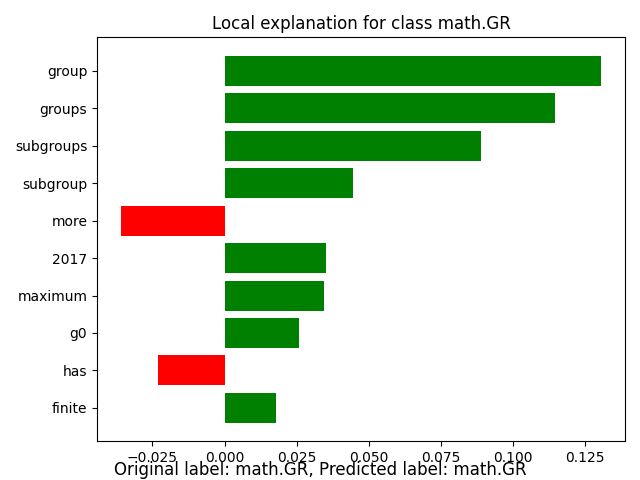 Local explanation for class math.GR
group
groups
subgroups
subgroup
more
2017
maximum
g0
has
finite
−0.025 0.000 0.025 0.050 0.075 0.100 0.125
Original label: math.GR, Predicted label: math.GR